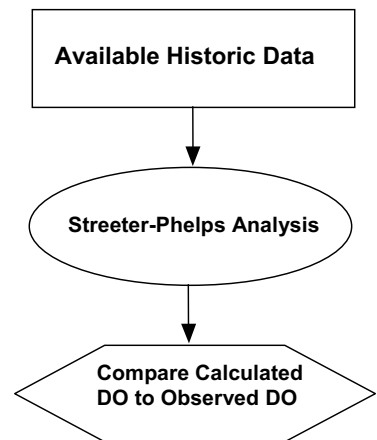 Available Historic Data
Streeter-Phelps Analysis
Compare Calculated
DO to Observed DO